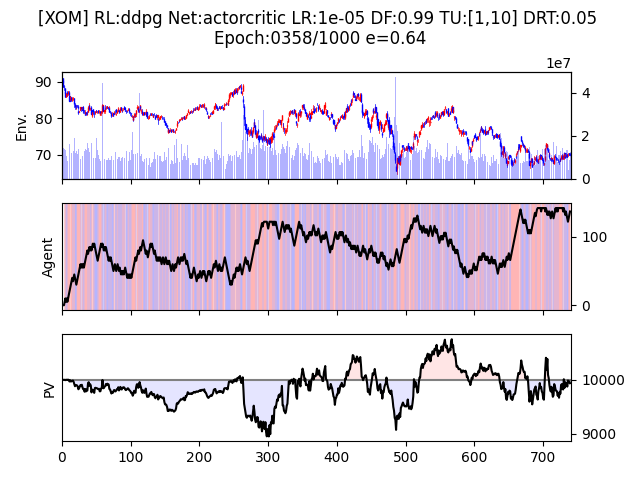 [XOM] RL:ddpg Net:actorcritic LR:1e-05 DF:0.99 TU:[1,10] DRT:0.05
Epoch:0358/1000 e=0.64
1e7
90
80
70
Env.
4
2
0
Agent
100
0
PV
10000
9000
0 100 200 300 400 500 600 700